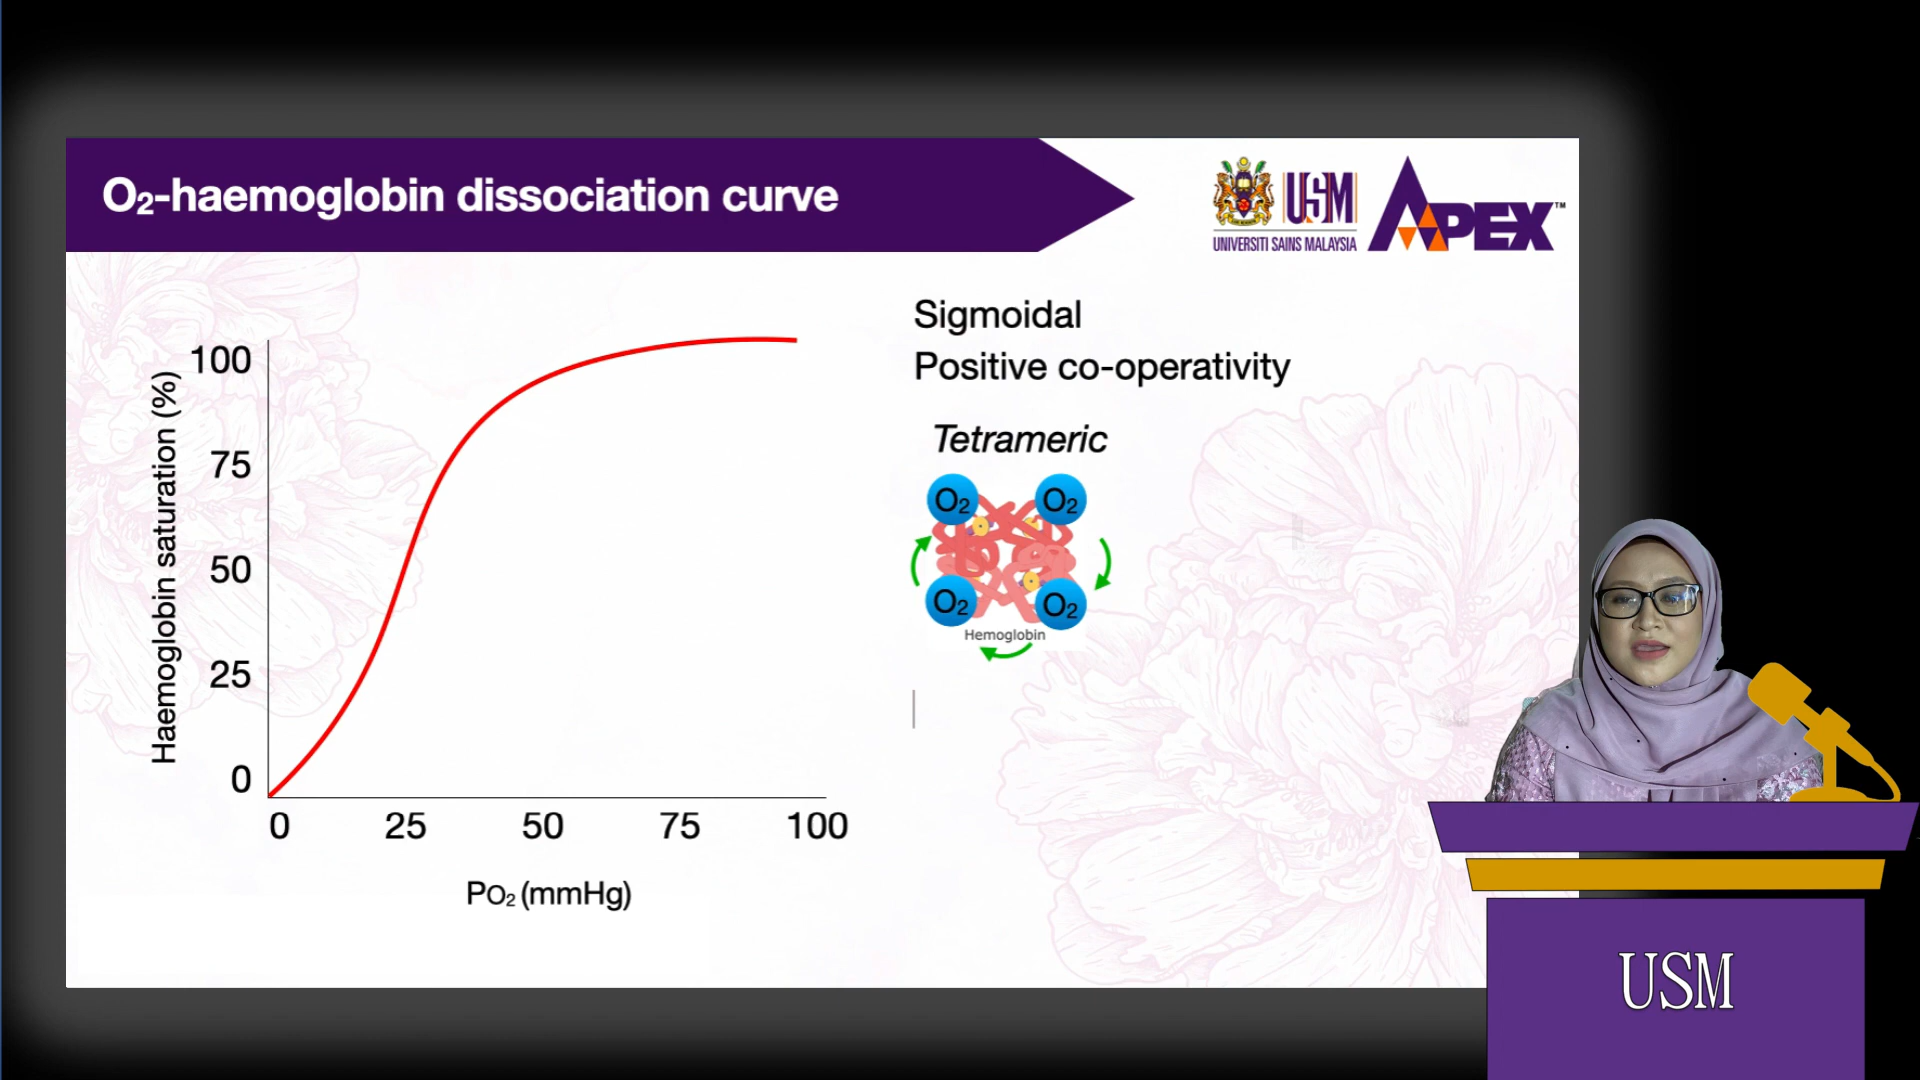 O₂-haemoglobin dissociation curve
USM
UNIVERSITI SAINS MALAYSIA
APEX™
Sigmoidal
Positive co-operativity
Tetrameric
O₂ O₂
O₂ O₂
Hemoglobin
Haemoglobin saturation (%)
100
75
50
25
0
0 25 50 75 100
PO₂ (mmHg)
USM